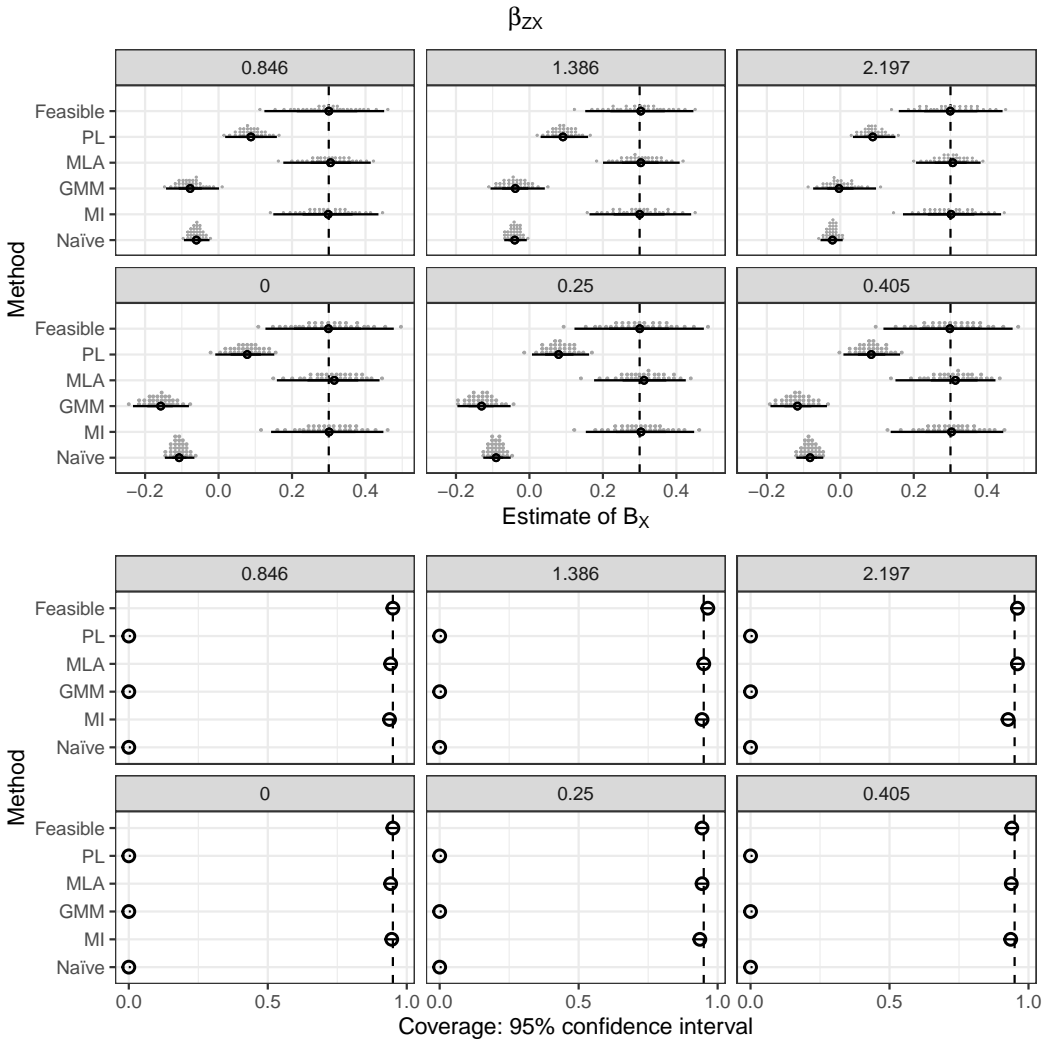 βZX
0.846 1.386 2.197
Feasible
PL
MLA
GMM
MI
Naïve
0 0.25 0.405
Feasible
PL
MLA
GMM
MI
Naïve
Method
−0.2 0.0 0.2 0.4 −0.2 0.0 0.2 0.4 −0.2 0.0 0.2 0.4
Estimate of BX
0.846 1.386 2.197
Feasible
PL
MLA
GMM
MI
Naïve
0 0.25 0.405
Feasible
PL
MLA
GMM
MI
Naïve
Method
0.0 0.5 1.0 0.0 0.5 1.0 0.0 0.5 1.0
Coverage: 95% confidence interval